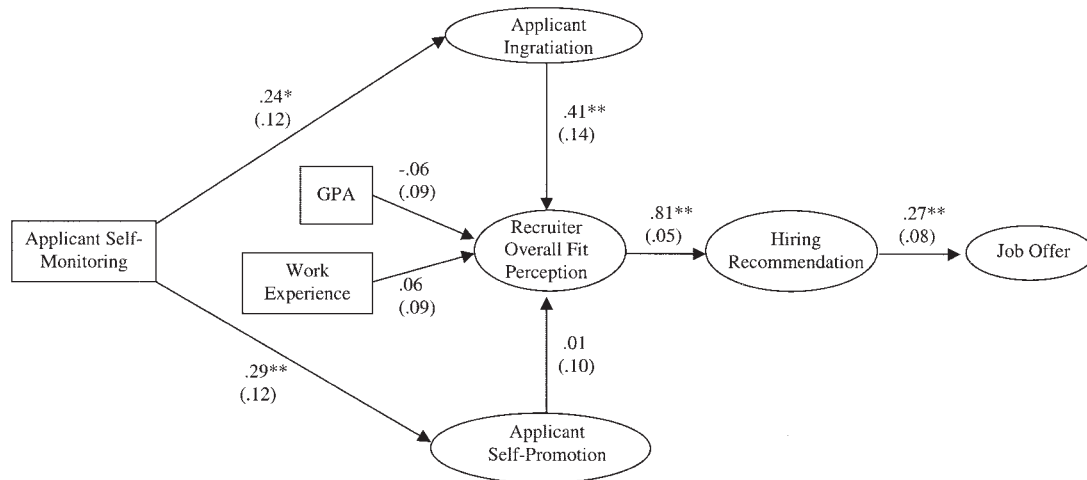 Applicant
Ingratiation
.24*
(.12)
.41**
(.14)
GPA
-.06
(.09)
Applicant Self-
Monitoring
Work
Experience
.06
(.09)
Recruiter
Overall Fit
Perception
.81**
(.05)
Hiring
Recommendation
.27**
(.08)
Job Offer
.29**
(.12)
.01
(.10)
Applicant
Self-Promotion